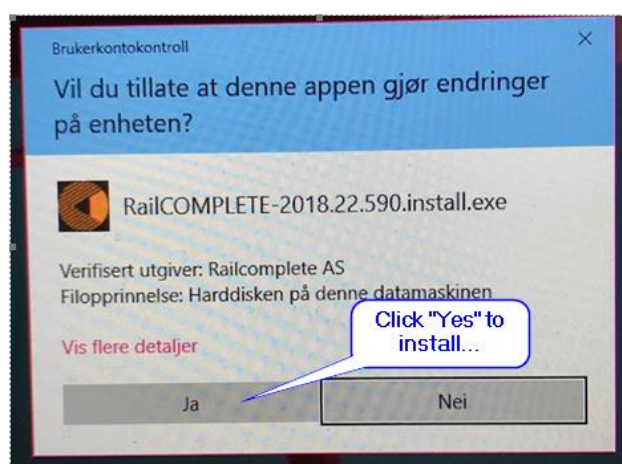 Brukerkontokontroll
Vil du tillate at denne appen gjør endringer
på enheten?
RailCOMPLETE-2018.22.590.install.exe
Verifisert utgiver: Railcomplete AS
Filopprinnelse: Harddisken på denne datamaskinen
Click "Yes" to
install...
Vis flere detaljer
Ja
Nei